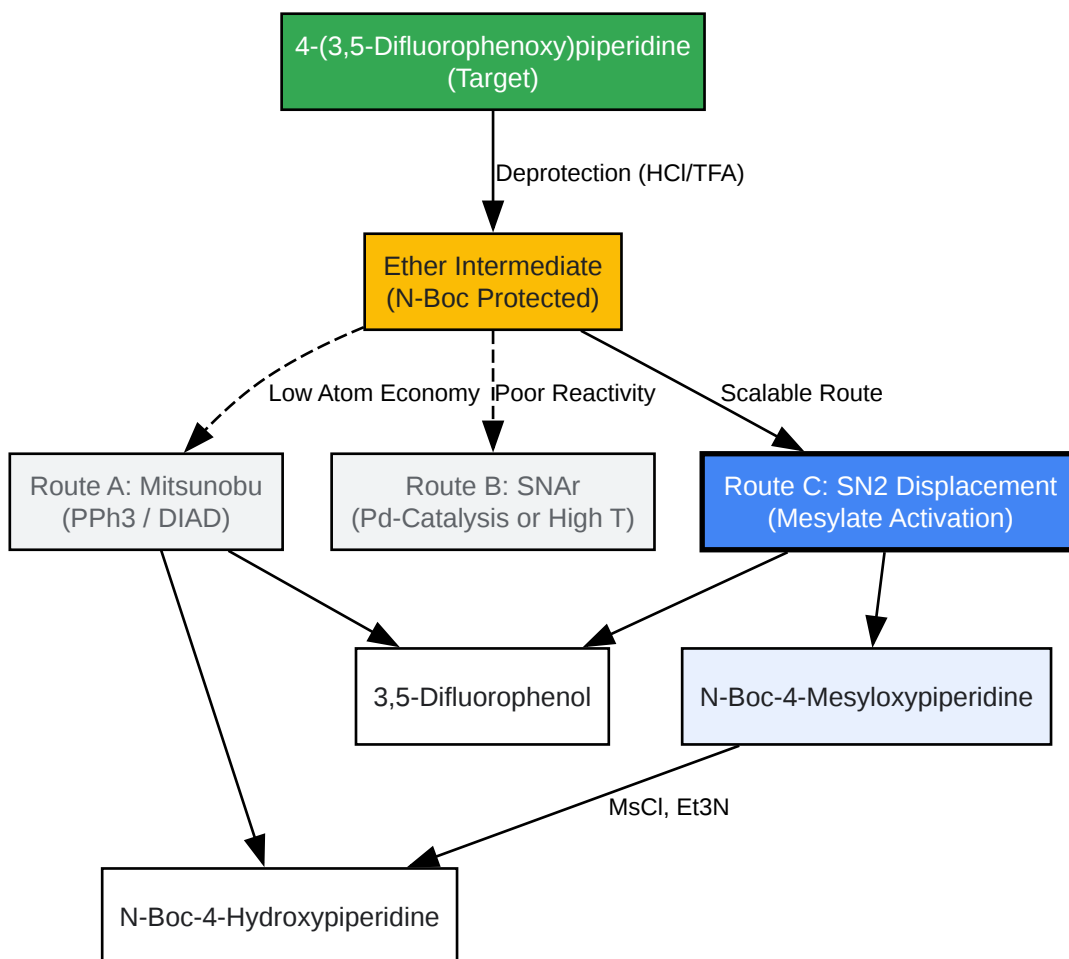 4-(3,5-Difluorophenoxy)piperidine
(Target)
Deprotection (HCl/TFA)
Ether Intermediate
(N-Boc Protected)
Low Atom Economy
Poor Reactivity
Scalable Route
Route A: Mitsunobu
(PPh3 / DIAD)
Route B: SNAr
(Pd-Catalysis or High T)
Route C: SN2 Displacement
(Mesylate Activation)
3,5-Difluorophenol
N-Boc-4-Mesyloxypiperidine
MsCl, Et3N
N-Boc-4-Hydroxypiperidine